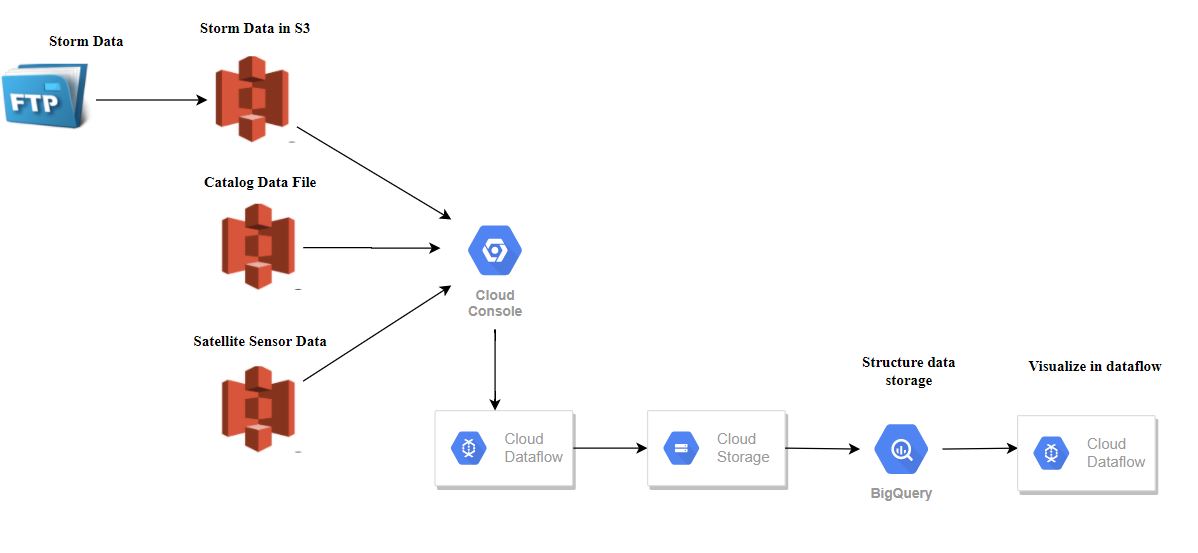 Storm Data
Storm Data in S3
FTP
Catalog Data File
Cloud
Console
Satellite Sensor Data
Structure data
storage
Visualize in dataflow
Cloud
Dataflow
Cloud
Storage
BigQuery
Cloud
Dataflow